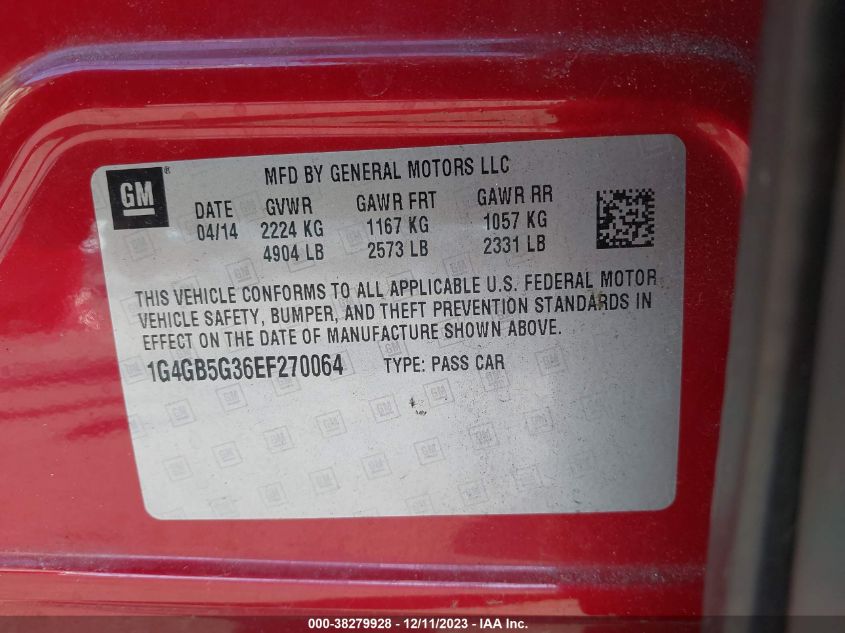 GM®
MFD BY GENERAL MOTORS LLC
DATE GVWR GAWR FRT GAWR RR
04/14 2224 KG 1167 KG 1057 KG
4904 LB 2573 LB 2331 LB
THIS VEHICLE CONFORMS TO ALL APPLICABLE U.S. FEDERAL MOTOR
VEHICLE SAFETY, BUMPER, AND THEFT PREVENTION STANDARDS IN
EFFECT ON THE DATE OF MANUFACTURE SHOWN ABOVE.
1G4GB5G36EF270064 TYPE: PASS CAR
000-38279928 - 12/11/2023 - IAA Inc.